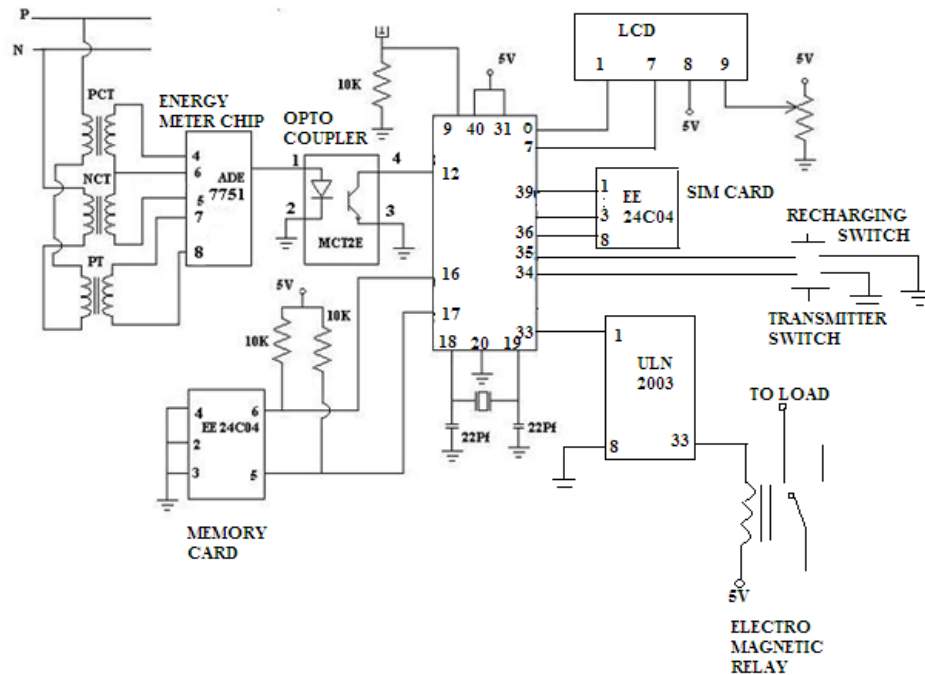 P
N
PCT
NCT
PT
ENERGY
METER CHIP
4
6
ADE
7751
5
7
8
OPTO
COUPLER
1
4
2
3
MCT2E
10K
5V
9 40 31
0
7
12
39
36
35
34
16
17
33
18 20 19
22Pf
22Pf
LCD
1 7 8 9
5V
5V
1
EE
24C04
3
8
SIM CARD
RECHARGING
SWITCH
TRANSMITTER
SWITCH
5V
10K
10K
4
6
EE24C04
2
3
5
MEMORY
CARD
1
ULN
2003
8
33
TO LOAD
5V
ELECTRO
MAGNETIC
RELAY